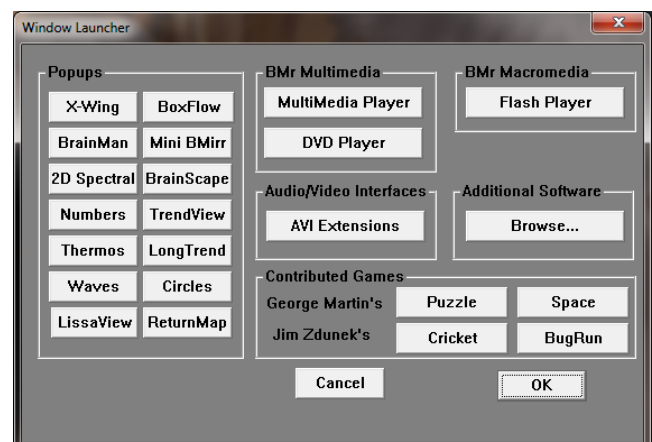 Window Launcher
Popups
X-Wing BoxFlow
BrainMan Mini BMirr
2D Spectral BrainScape
Numbers TrendView
Thermos LongTrend
Waves Circles
LissaView ReturnMap
BMr Multimedia
MultiMedia Player
DVD Player
BMr Macromedia
Flash Player
Audio/Video Interfaces
AVI Extensions
Additional Software
Browse...
Contributed Games
George Martin's Puzzle Space
Jim Zdunek's Cricket BugRun
Cancel OK